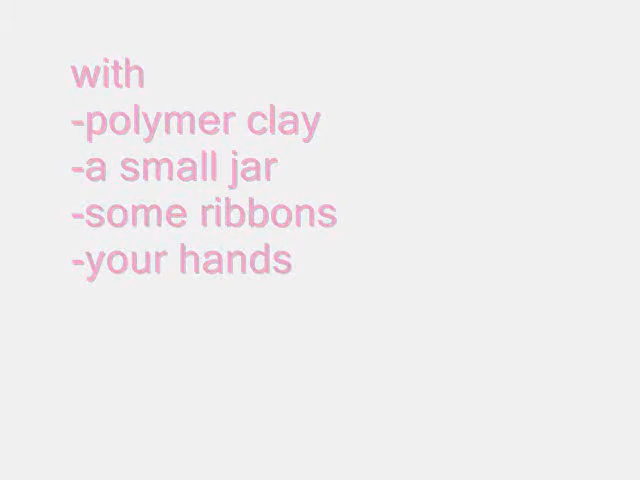 with
-polymer clay
-a small jar
-some ribbons
-your hands